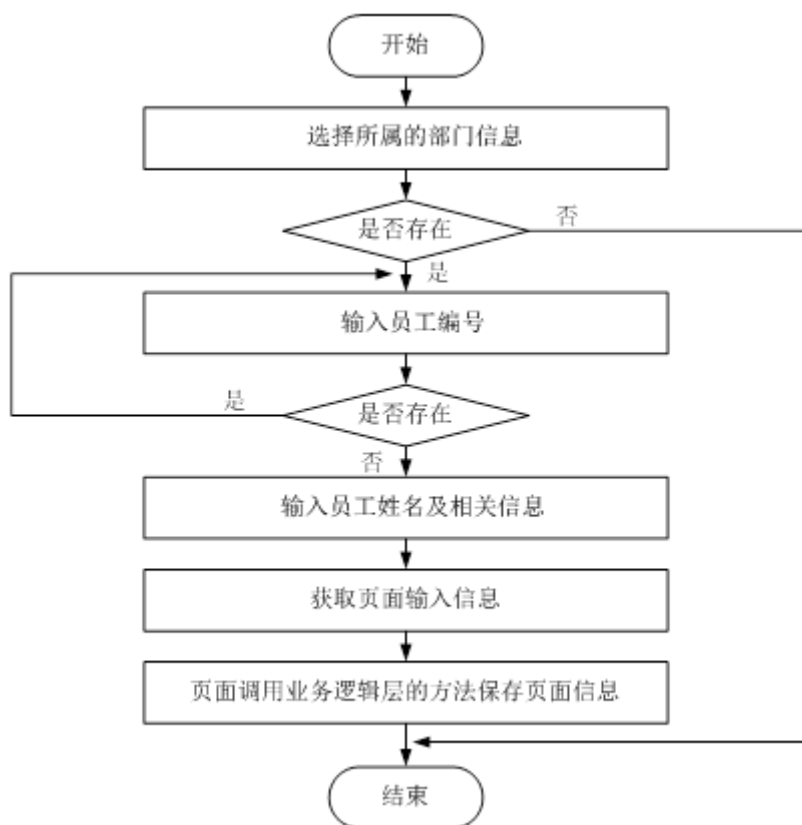 开始
选择所属的部门信息
是否存在
否
是
输入员工编号
是
是否存在
否
输入员工姓名及相关信息
获取页面输入信息
页面调用业务逻辑层的方法保存页面信息
结束